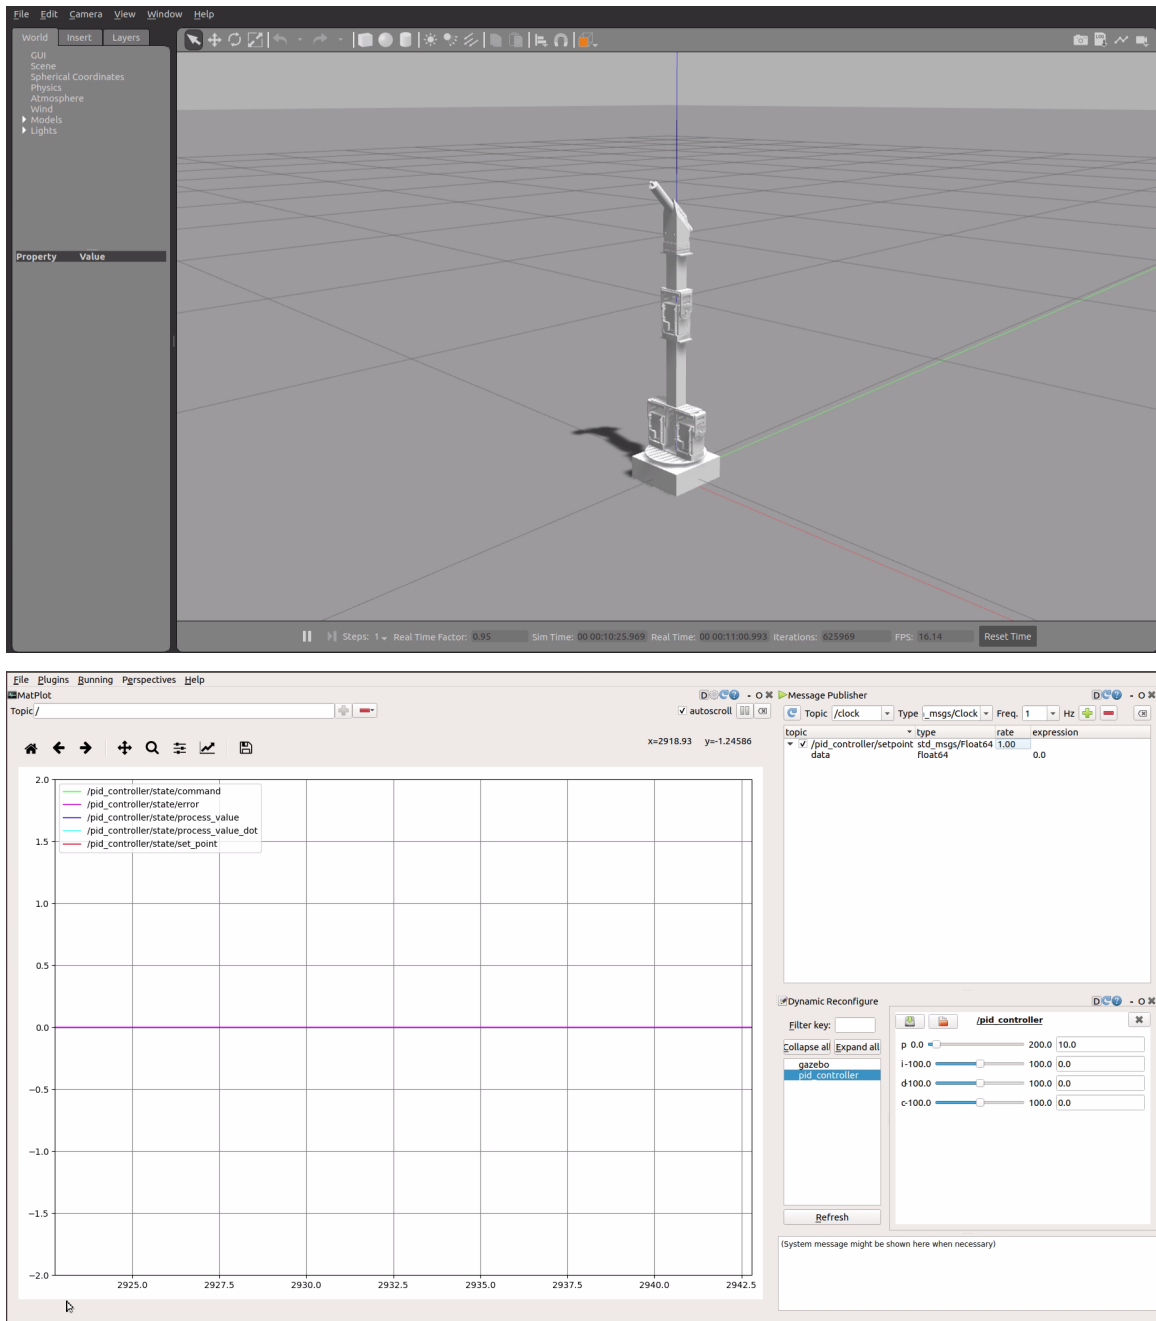 File Edit Camera View Window Help
World Insert Layers
GUI
Scene
Spherical Coordinates
Physics
Atmosphere
Wind
Models
Lights
Property Value
Steps: 1 Real Time Factor: 0.95 Sim Time: 00 00:10:25.969 Real Time: 00 00:11:00.993 Iterations: 625969 FPS: 16.14 Reset Time
File Plugins Running Perspectives Help
MatPlot
Topic /
autoscroll
x=2918.93 y=-1.24586
2.0
1.5
1.0
0.5
0.0
−0.5
−1.0
−1.5
−2.0
/pid_controller/state/command
/pid_controller/state/error
/pid_controller/state/process_value
/pid_controller/state/process_value_dot
/pid_controller/state/set_point
2925.0 2927.5 2930.0 2932.5 2935.0 2937.5 2940.0 2942.5
Message Publisher
Topic /clock Type _msgs/Clock Freq. 1 Hz
topic type rate expression
/pid_controller/setpoint std_msgs/Float64 1.00
data float64 0.0
Dynamic Reconfigure
Filter key:
Collapse all Expand all
gazebo
pid_controller
Refresh
/pid_controller
p 0.0 200.0 10.0
i -100.0 100.0 0.0
d -100.0 100.0 0.0
c -100.0 100.0 0.0
(System message might be shown here when necessary)